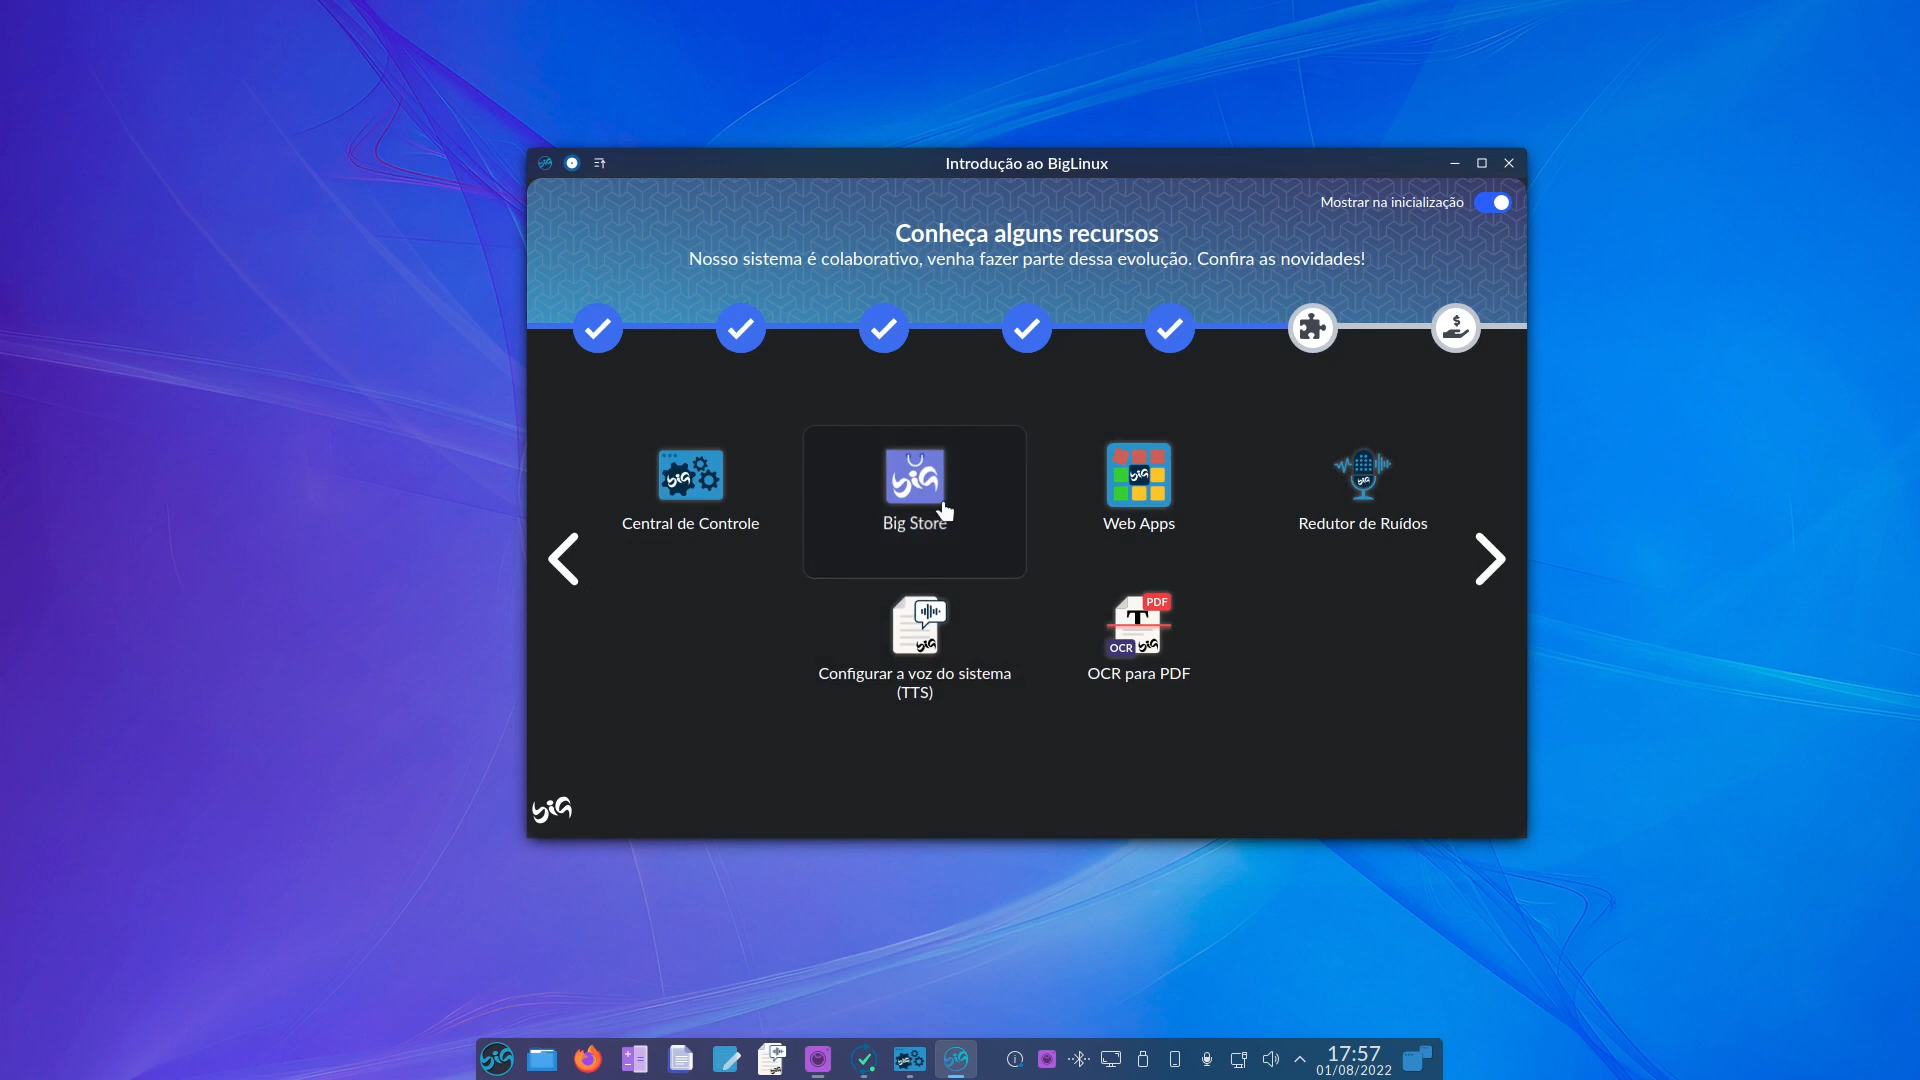 Introdução ao BigLinux
Mostrar na inicialização
Conheça alguns recursos
Nosso sistema é colaborativo, venha fazer parte dessa evolução. Confira as novidades!
Central de Controle
Big Store
Web Apps
Redutor de Ruídos
PDF
T
OCR
Configurar a voz do sistema
(TTS)
OCR para PDF
BIG
17:57
01/08/2022